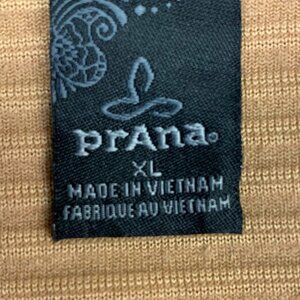 prAna
XL
MADE IN VIETNAM
FABRIQUE AU VIETNAM